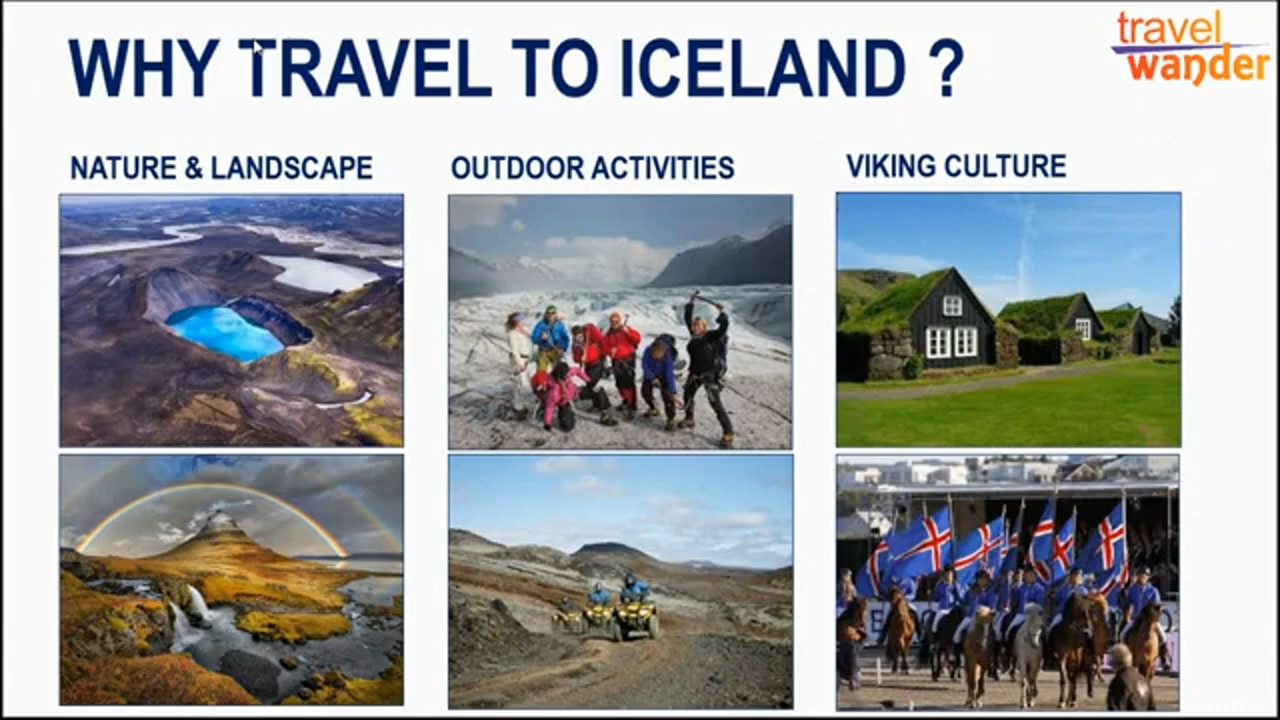 WHY TRAVEL TO ICELAND ?
travel
wander
NATURE & LANDSCAPE
OUTDOOR ACTIVITIES
VIKING CULTURE